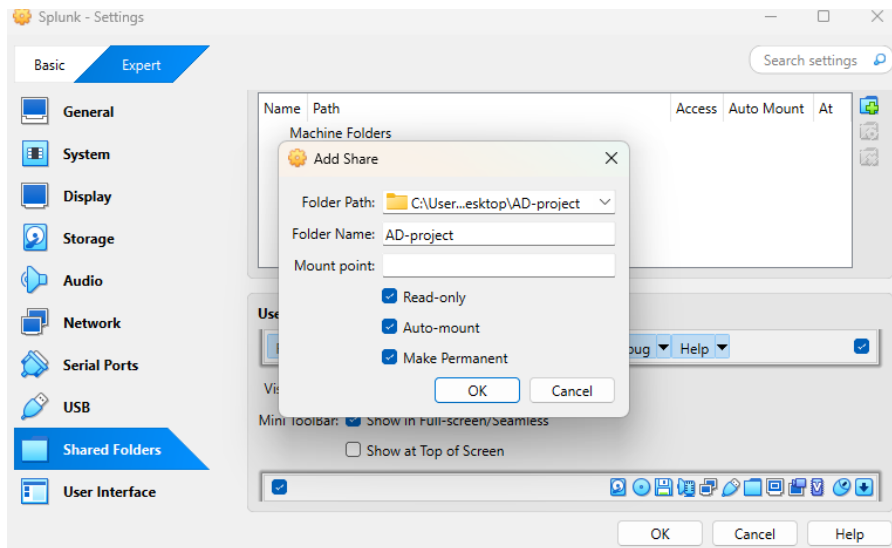 Splunk - Settings
Basic
Expert
Search settings
General
System
Display
Storage
Audio
Network
Serial Ports
USB
Shared Folders
User Interface
Name Path Access Auto Mount At
Machine Folders
Add Share
Folder Path: C:\User...esktop\AD-project
Folder Name: AD-project
Mount point:
Read-only
Auto-mount
Make Permanent
OK Cancel
Help
Mini ToolBar: Show in Full-screen/Seamless
Show at Top of Screen
OK Cancel Help